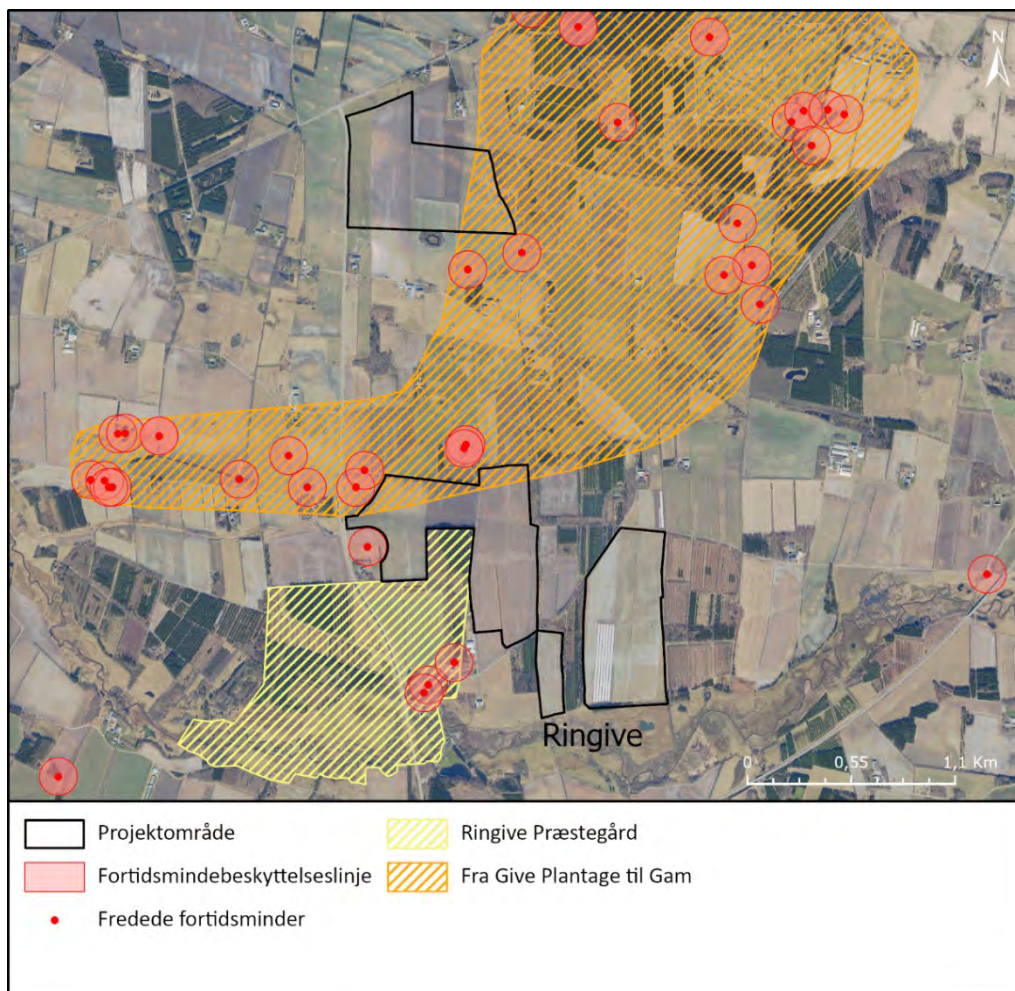 N
Ringive
0 0,55 1,1 Km
Projektområde
Ringive Præstegård
Fortidsmindebeskyttelseslinje
Fra Give Plantage til Gam
Fredede fortidsminder